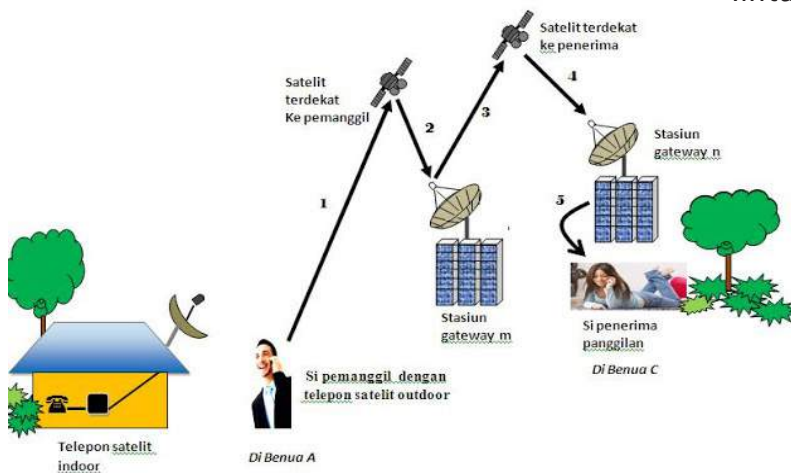 Satelit terdekat
ke penerima
Satelit
terdekat
Ke pemanggil
4
2
3
Stasiun
gateway n
1
5
Stasiun
gateway m
Si penerima
panggilan
Di Benua C
Si pemanggil dengan
telepon satelit outdoor
Telepon satelit
indoor
Di Benua A